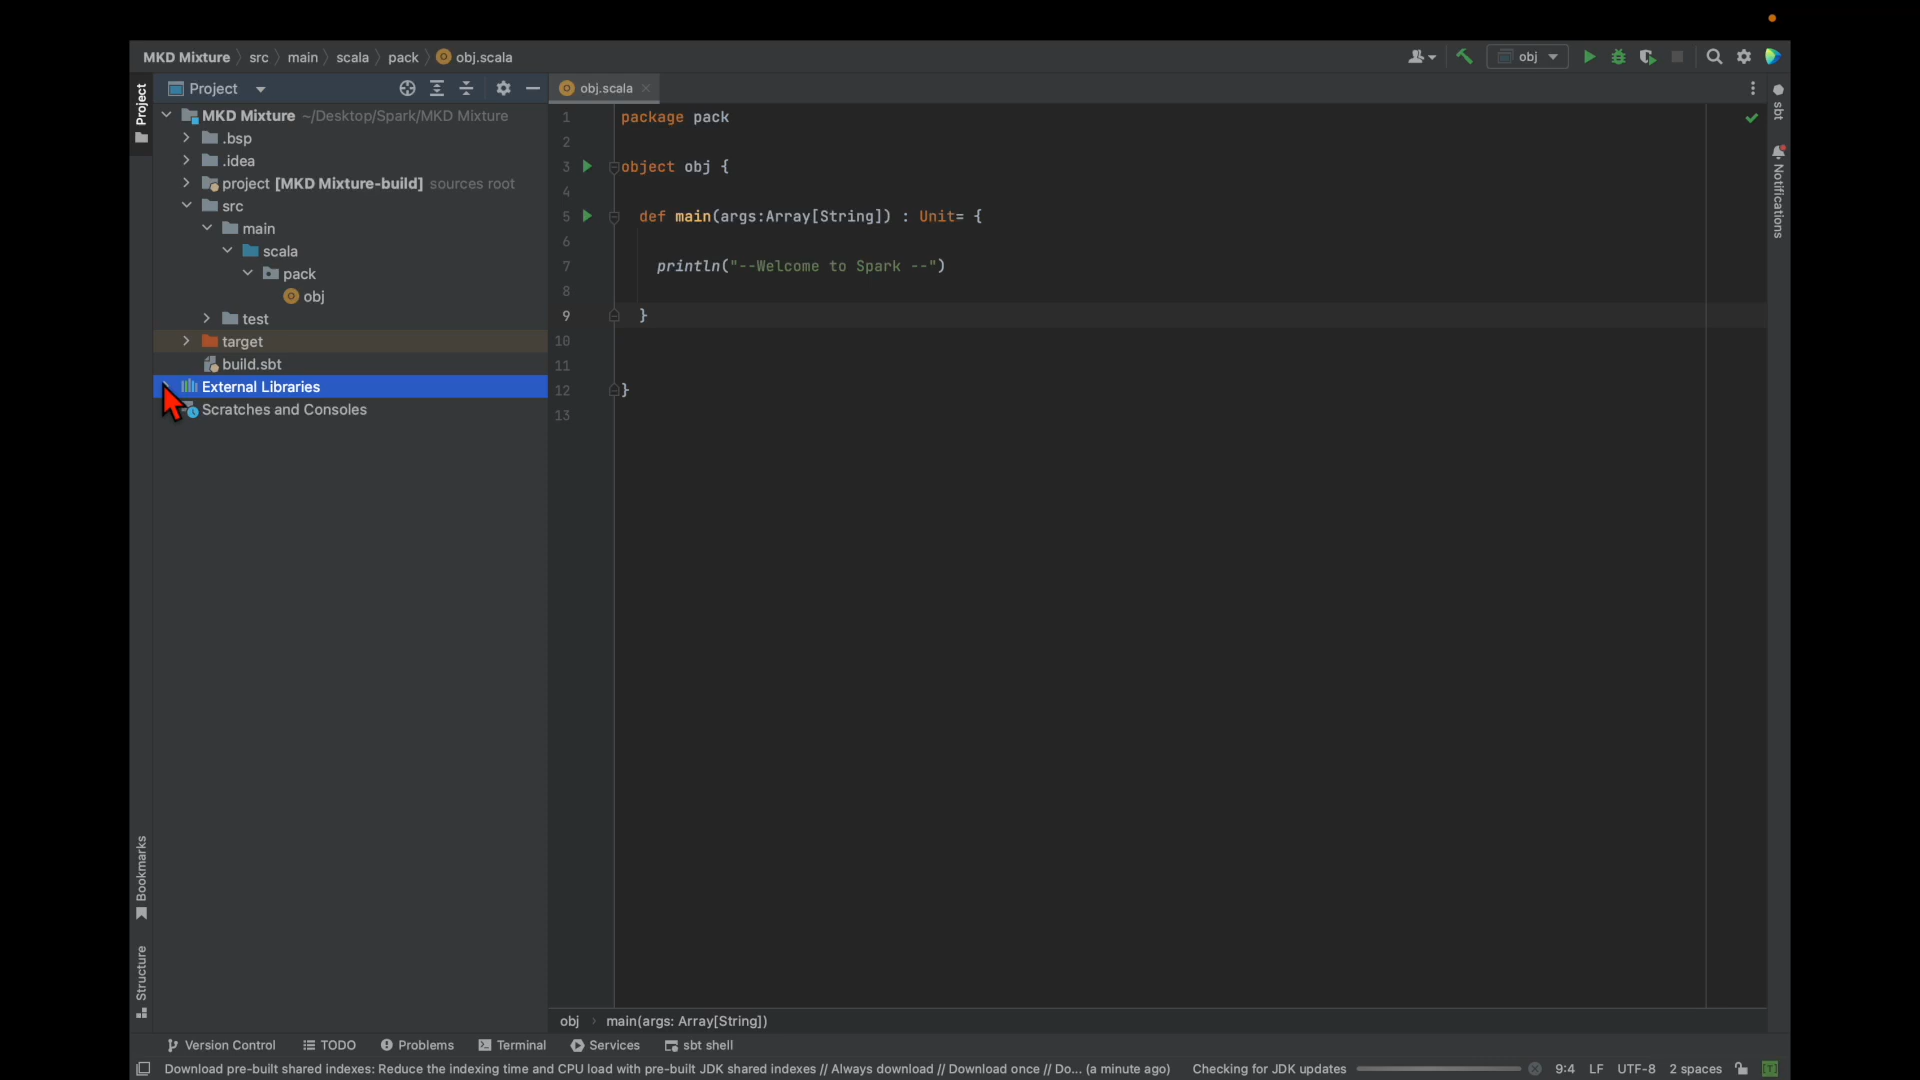 MKD Mixture src main scala pack obj.scala
obj
Project
Project
MKD Mixture ~/Desktop/Spark/MKD Mixture
.bsp
.idea
project [MKD Mixture-build] sources root
src
main
scala
pack
obj
test
target
build.sbt
External Libraries
Scratches and Consoles
Bookmarks
Structure
obj.scala
1 package pack
2
3 object obj {
4
5 def main(args:Array[String]) : Unit= {
6
7 println("--Welcome to Spark --")
8
9 }
10
11
12 }
13
sbt
Notifications
obj main(args: Array[String])
Version Control TODO Problems Terminal Services sbt shell
Download pre-built shared indexes: Reduce the indexing time and CPU load with pre-built JDK shared indexes // Always download // Download once // Do... (a minute ago) Checking for JDK updates 9:4 LF UTF-8 2 spaces [T]